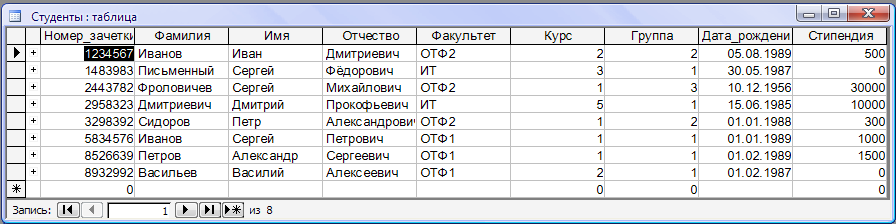 Студенты : таблица
Номер_зачетки Фамилия Имя Отчество Факультет Курс Группа Дата_рождени Стипендия
+ 1234567 Иванов Иван Дмитриевич ОТФ2 2 2 05.08.1989 500
+ 1483983 Письменный Сергей Фёдорович ИТ 3 1 30.05.1987 0
+ 2443782 Фроловичев Сергей Михайлович ОТФ2 1 3 10.12.1956 30000
+ 2958323 Дмитриевич Дмитрий Прокофьевич ИТ 5 1 15.06.1985 10000
+ 3298392 Сидоров Петр Александрович ОТФ2 1 2 01.01.1988 300
+ 5834576 Иванов Сергей Петрович ОТФ1 1 1 01.09.1989 1000
+ 8526639 Петров Александр Сергеевич ОТФ1 1 1 01.02.1989 1500
+ 8932992 Васильев Василий Алексеевич ОТФ1 2 1 01.02.1987 0
0 0 0 0
Запись: 1 из 8